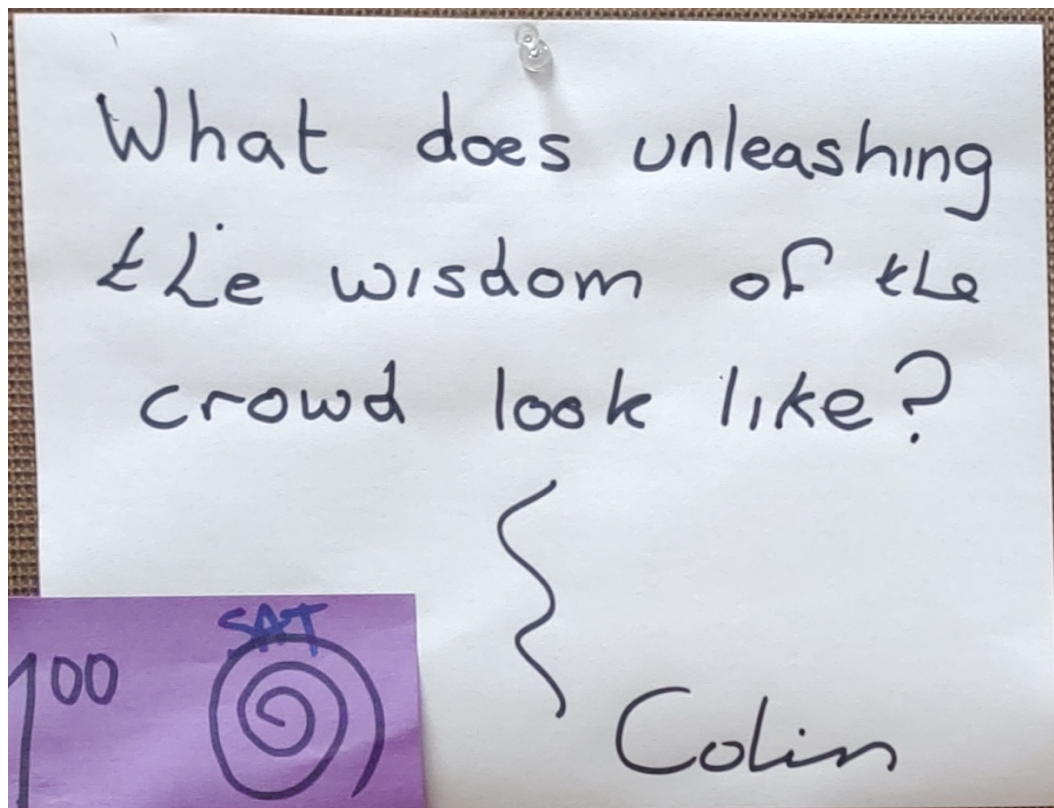 What does unleashing
the wisdom of the
crowd look like?
SAT
1 00
Colin